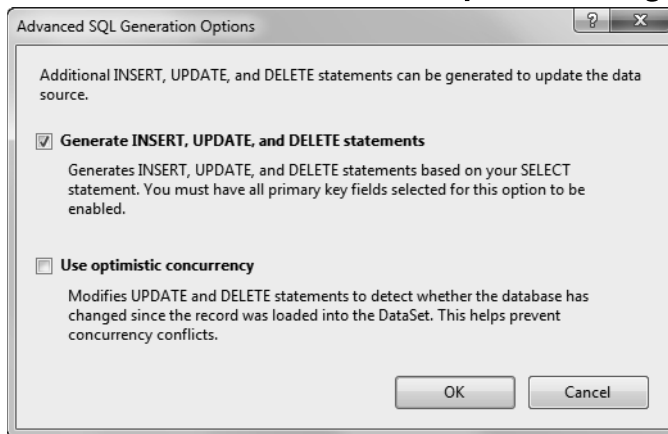 Advanced SQL Generation Options
Additional INSERT, UPDATE, and DELETE statements can be generated to update the data
source.
Generate INSERT, UPDATE, and DELETE statements
Generates INSERT, UPDATE, and DELETE statements based on your SELECT
statement. You must have all primary key fields selected for this option to be
enabled.
Use optimistic concurrency
Modifies UPDATE and DELETE statements to detect whether the database has
changed since the record was loaded into the DataSet. This helps prevent
concurrency conflicts.
OK Cancel